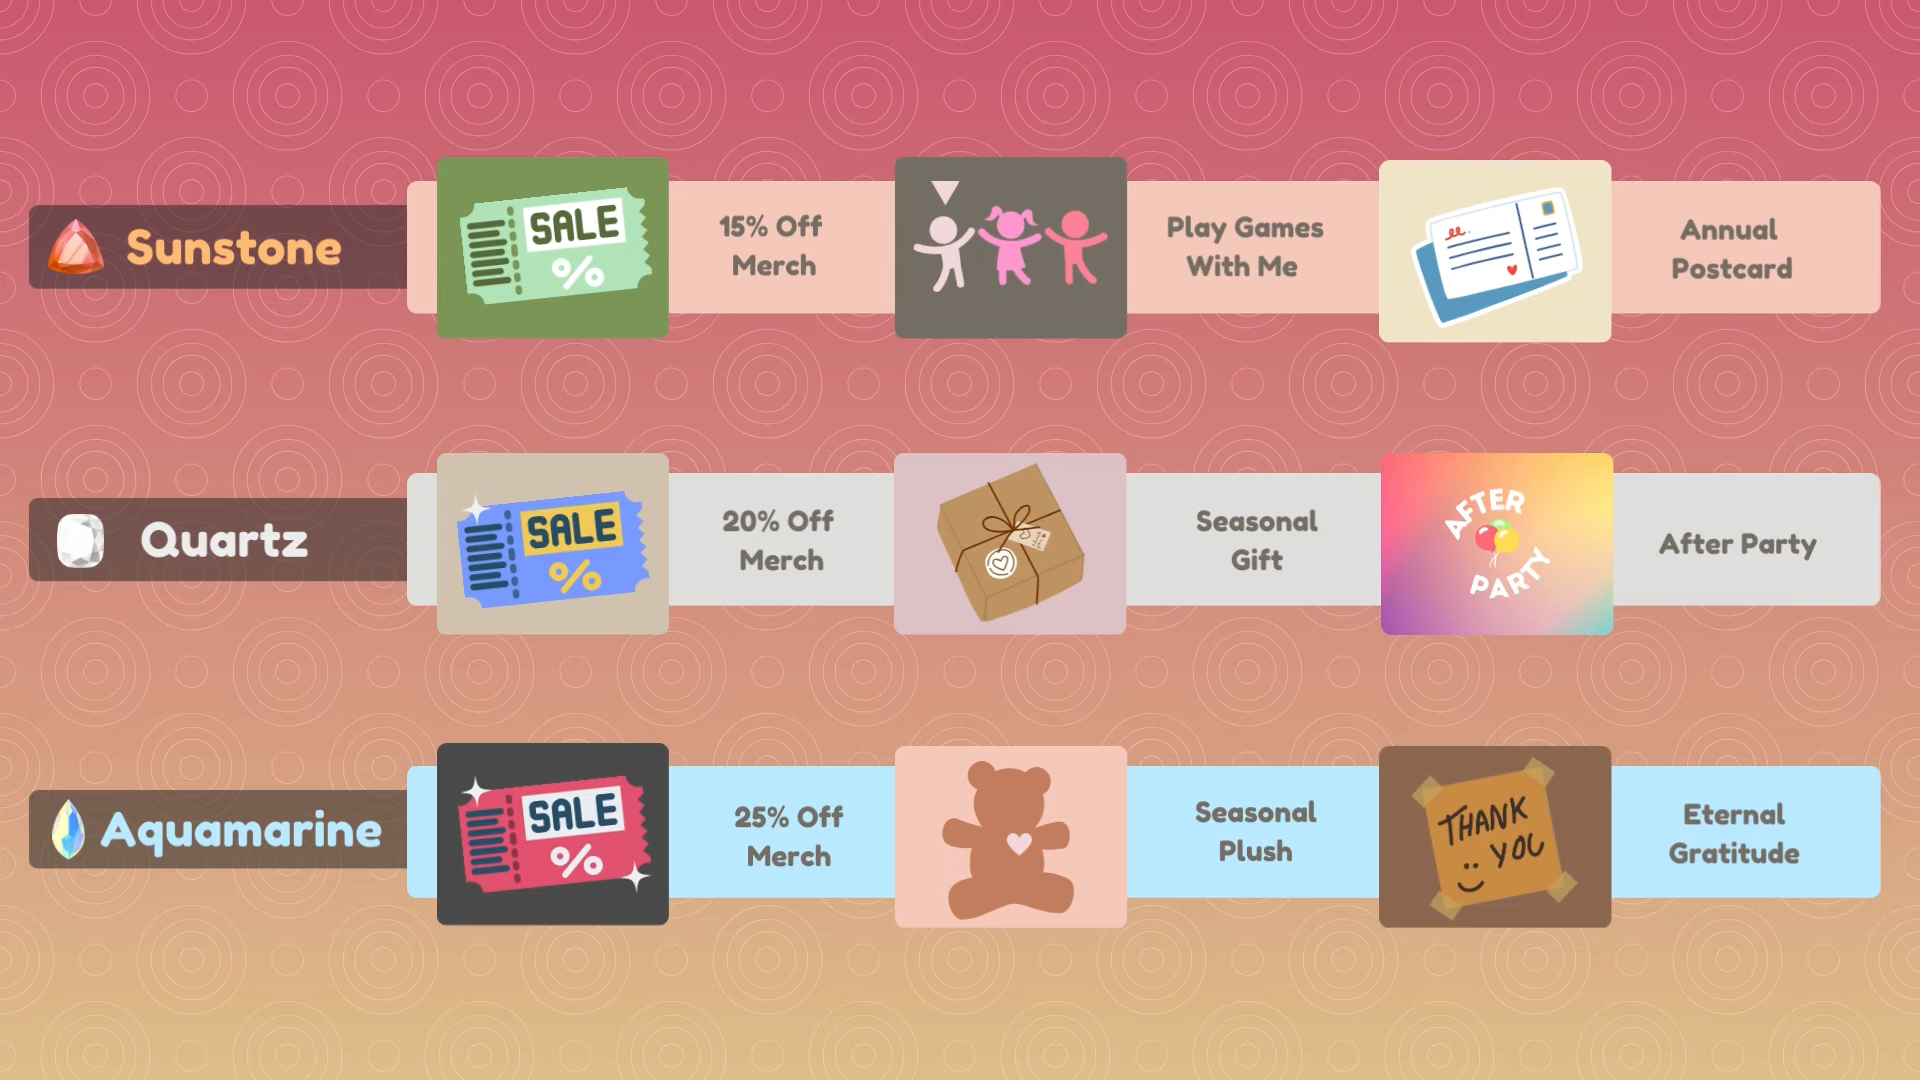 Sunstone
SALE
%
15% Off
Merch
Play Games
With Me
Annual
Postcard
Quartz
SALE
%
20% Off
Merch
Seasonal
Gift
AFTER
PARTY
After Party
Aquamarine
SALE
%
25% Off
Merch
Seasonal
Plush
THANK
YOU
Eternal
Gratitude